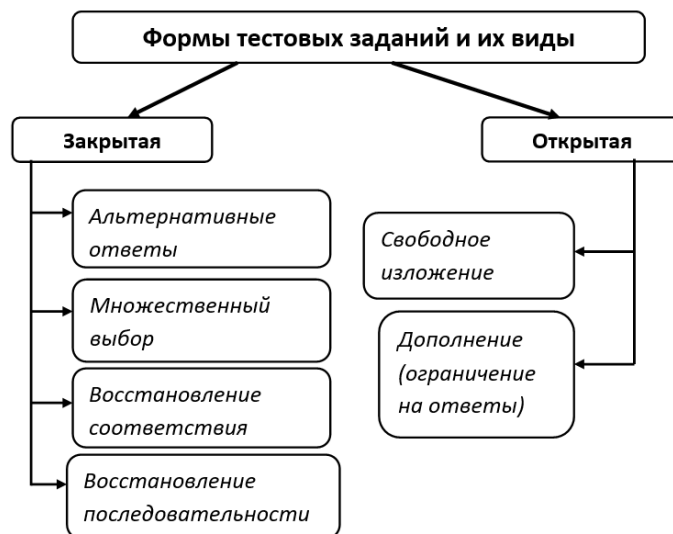 Формы тестовых заданий и их виды
Закрытая
Открытая
Альтернативные
ответы
Множественный
выбор
Восстановление
соответствия
Восстановление
последовательности
Свободное
изложение
Дополнение
(ограничение
на ответы)